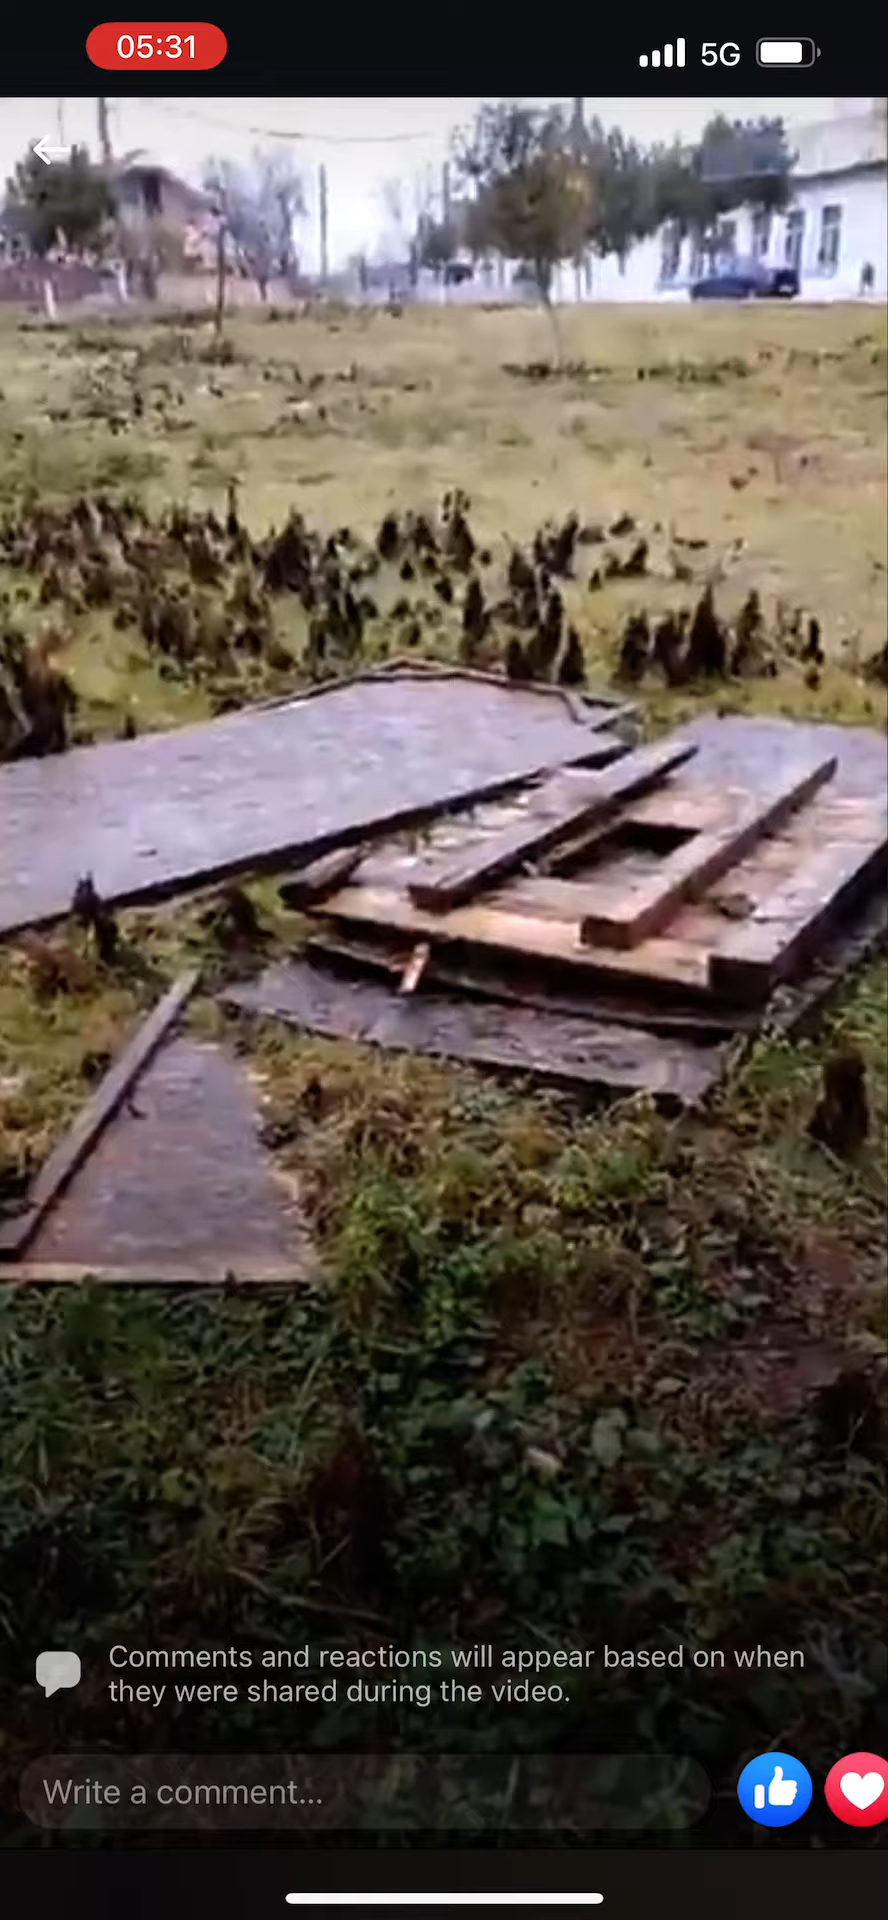 05:31
5G
Comments and reactions will appear based on when
they were shared during the video.
Write a comment...